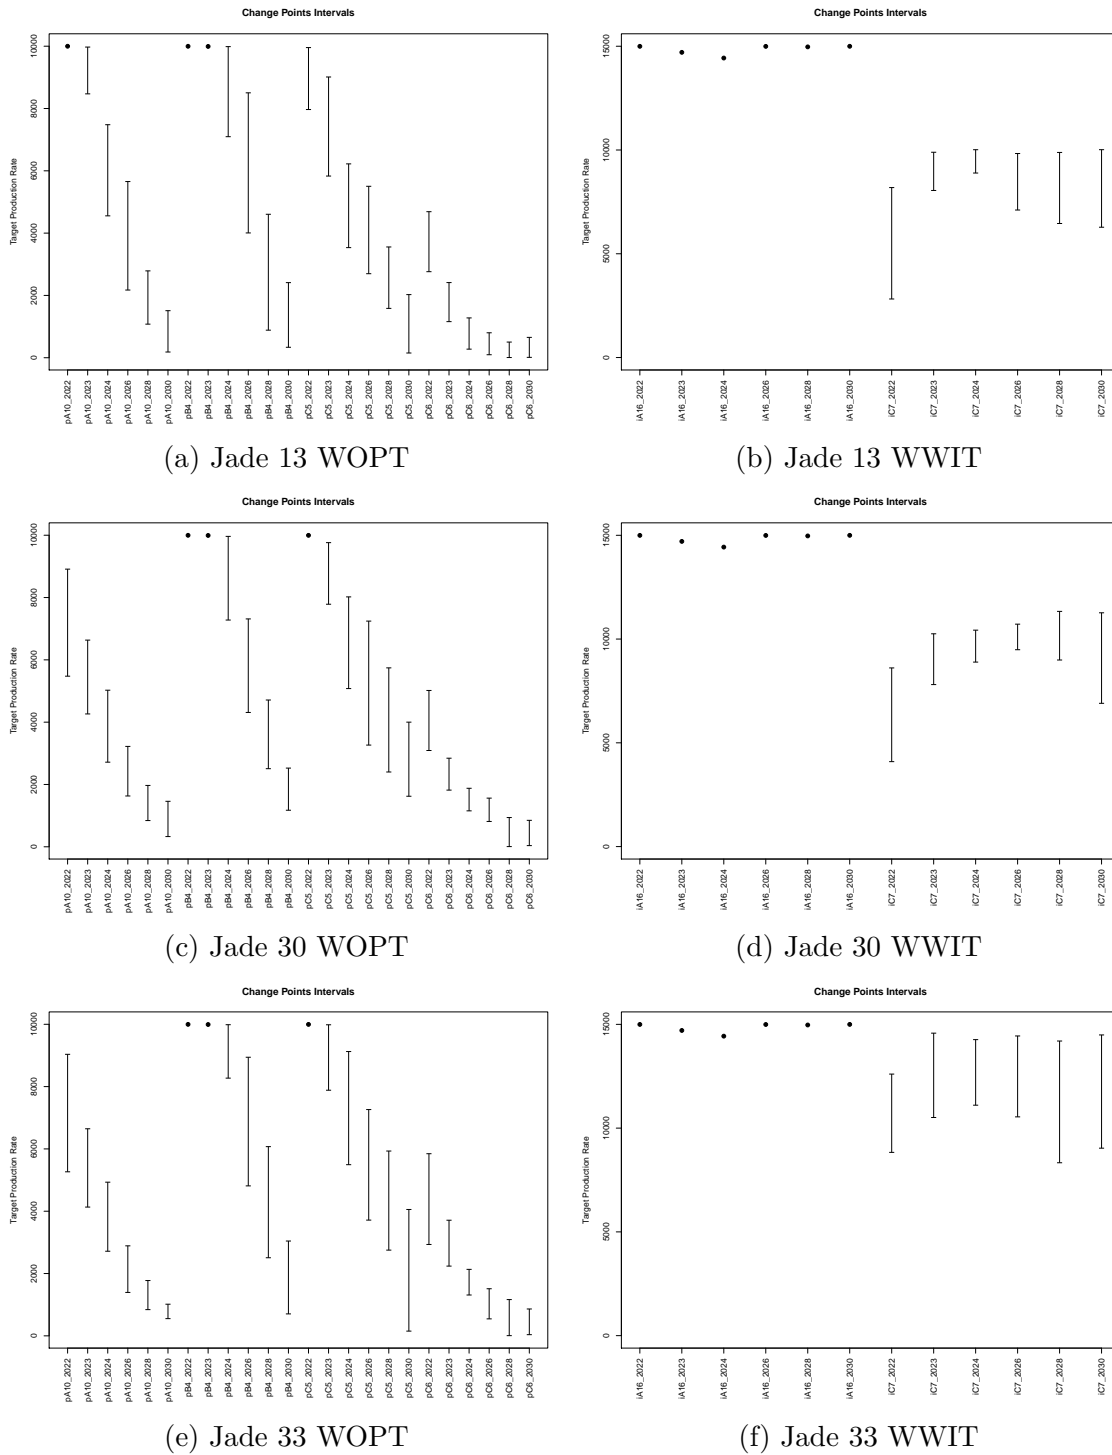 Change Points Intervals
Target Production Rate
10000
8000
6000
4000
2000
0
pA10_2022
pA10_2023
pA10_2024
pA10_2026
pA10_2028
pA10_2030
pB4_2022
pB4_2023
pB4_2024
pB4_2026
pB4_2028
pB4_2030
pC5_2022
pC5_2023
pC5_2024
pC5_2026
pC5_2028
pC5_2030
pC6_2022
pC6_2023
pC6_2024
pC6_2026
pC6_2028
pC6_2030
(a) Jade 13 WOPT
Change Points Intervals
Target Production Rate
15000
10000
5000
0
iA16_2022
iA16_2023
iA16_2024
iA16_2026
iA16_2028
iA16_2030
iC7_2022
iC7_2023
iC7_2024
iC7_2026
iC7_2028
iC7_2030
(b) Jade 13 WWIT
Change Points Intervals
Target Production Rate
10000
8000
6000
4000
2000
0
pA10_2022
pA10_2023
pA10_2024
pA10_2026
pA10_2028
pA10_2030
pB4_2022
pB4_2023
pB4_2024
pB4_2026
pB4_2028
pB4_2030
pC5_2022
pC5_2023
pC5_2024
pC5_2026
pC5_2028
pC5_2030
pC6_2022
pC6_2023
pC6_2024
pC6_2026
pC6_2028
pC6_2030
(c) Jade 30 WOPT
Change Points Intervals
Target Production Rate
15000
10000
5000
0
iA16_2022
iA16_2023
iA16_2024
iA16_2026
iA16_2028
iA16_2030
iC7_2022
iC7_2023
iC7_2024
iC7_2026
iC7_2028
iC7_2030
(d) Jade 30 WWIT
Change Points Intervals
Target Production Rate
10000
8000
6000
4000
2000
0
pA10_2022
pA10_2023
pA10_2024
pA10_2026
pA10_2028
pA10_2030
pB4_2022
pB4_2023
pB4_2024
pB4_2026
pB4_2028
pB4_2030
pC5_2022
pC5_2023
pC5_2024
pC5_2026
pC5_2028
pC5_2030
pC6_2022
pC6_2023
pC6_2024
pC6_2026
pC6_2028
pC6_2030
(e) Jade 33 WOPT
Change Points Intervals
Target Production Rate
15000
10000
5000
0
iA16_2022
iA16_2023
iA16_2024
iA16_2026
iA16_2028
iA16_2030
iC7_2022
iC7_2023
iC7_2024
iC7_2026
iC7_2028
iC7_2030
(f) Jade 33 WWIT